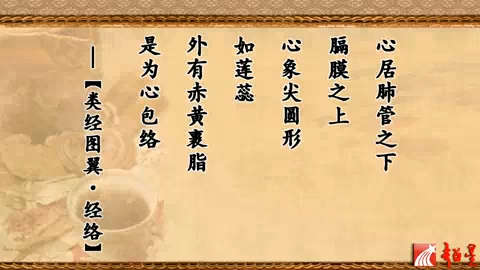 心居肺管之下
膈膜之上
心象尖圆形
如莲蕊
外有赤黄裹脂
是为心包络
—【类经图翼·经络】
超星